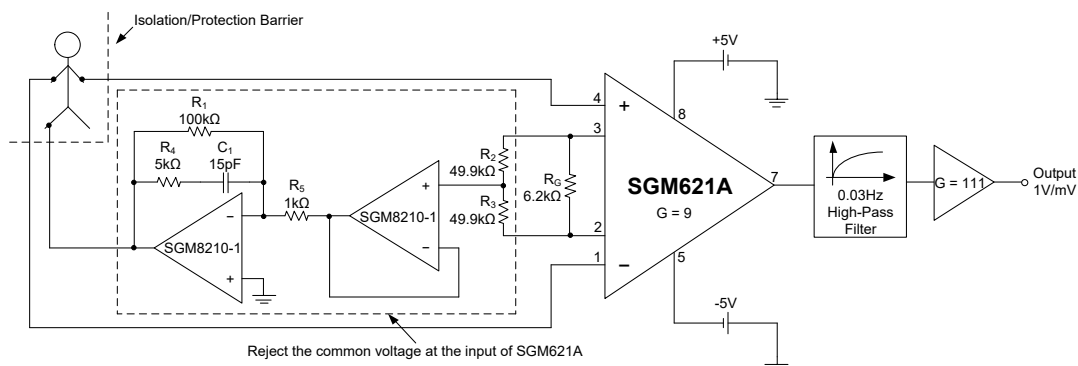 Isolation/Protection Barrier
+5V
R1
100kΩ
R4
5kΩ
C1
15pF
R5
1kΩ
SGM8210-1
SGM8210-1
R2
49.9kΩ
R3
49.9kΩ
RG
6.2kΩ
4
3
2
1
8
7
5
SGM621A
G = 9
0.03Hz
High-Pass
Filter
G = 111
Output
1V/mV
-5V
Reject the common voltage at the input of SGM621A